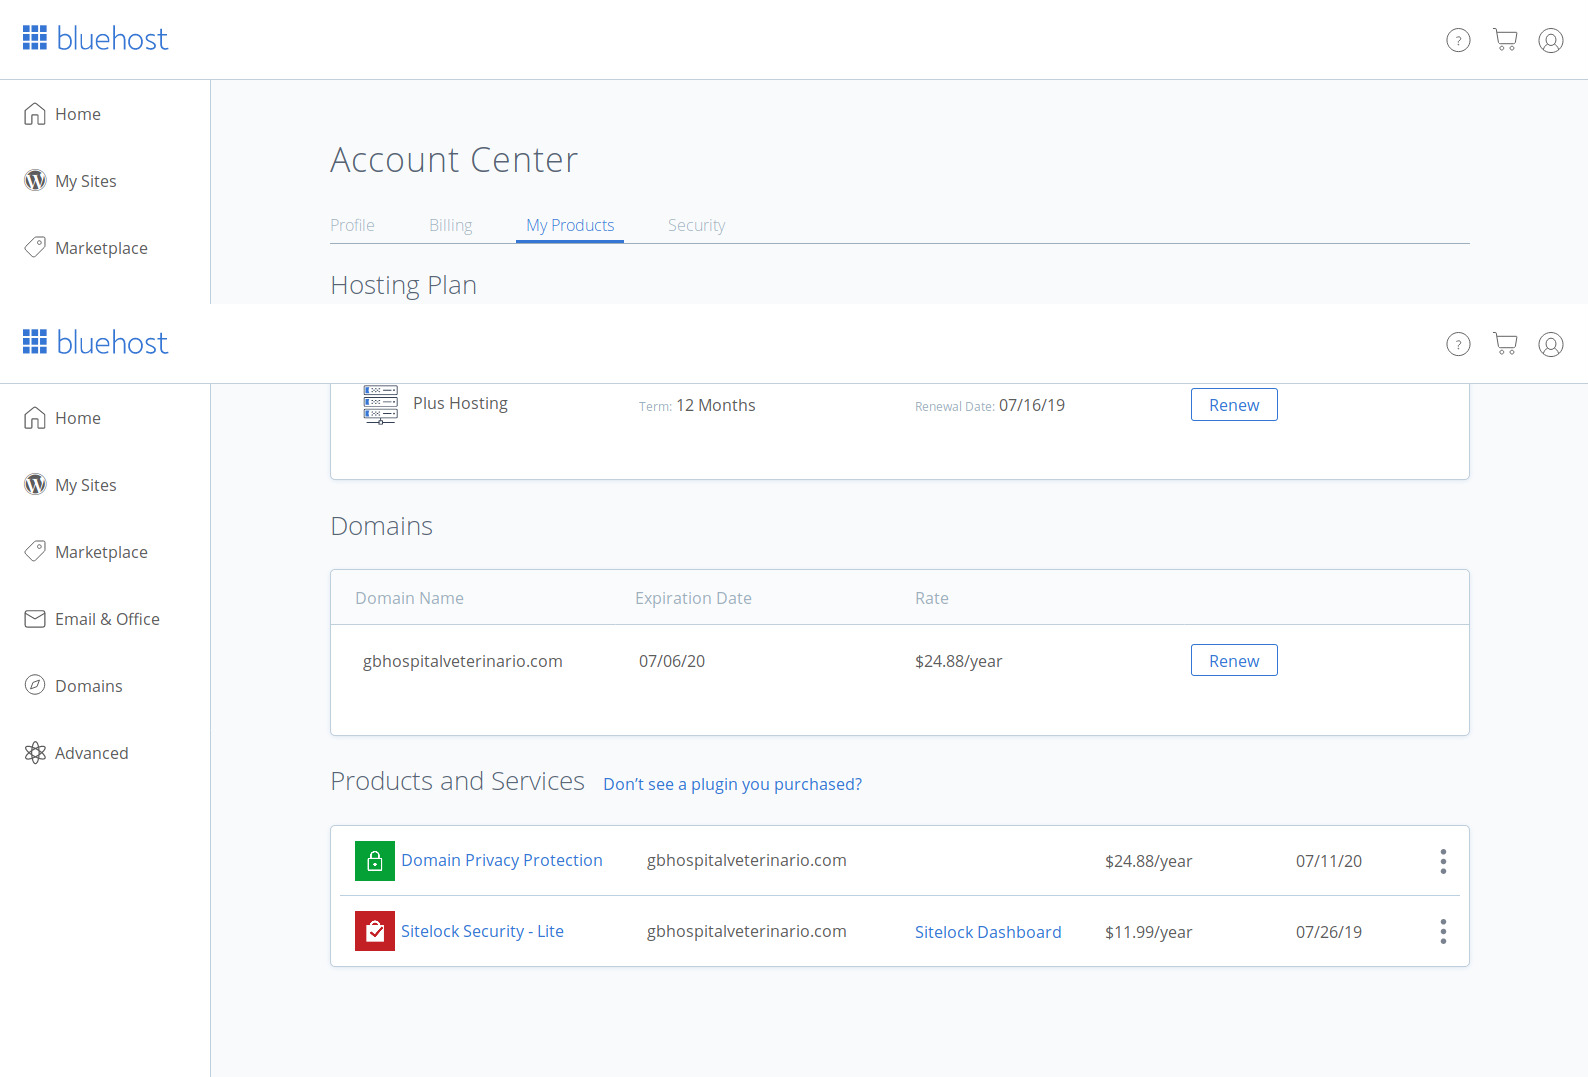 bluehost
?
Home
My Sites
Marketplace
Account Center
Profile Billing My Products Security
Hosting Plan
bluehost
?
Home
My Sites
Marketplace
Email & Office
Domains
Advanced
Plus Hosting Term: 12 Months Renewal Date: 07/16/19 Renew
Domains
Domain Name Expiration Date Rate
gbhospitalveterinario.com 07/06/20 $24.88/year Renew
Products and Services Don’t see a plugin you purchased?
Domain Privacy Protection gbhospitalveterinario.com $24.88/year 07/11/20
Sitelock Security - Lite gbhospitalveterinario.com Sitelock Dashboard $11.99/year 07/26/19